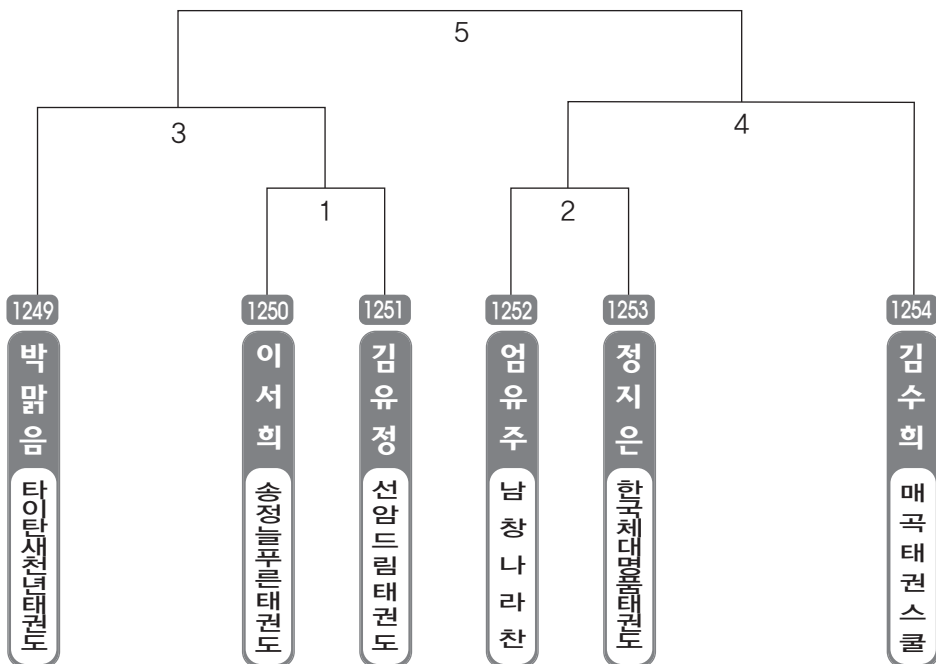 5
3
4
1
2
1249
1250
1251
1252
1253
1254
박맑음
이서희
김유정
엄유주
정지은
김수희
타이탄새천년태권도
송정늘푸른태권도
선암드림태권도
남창나라찬
한국체대명품태권도
매곡태권스쿨